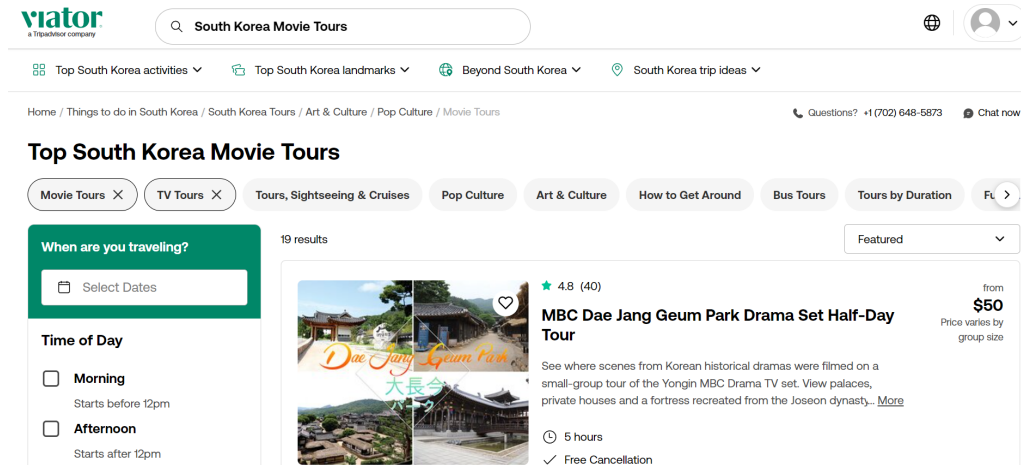 viator
a Tripadvisor company
South Korea Movie Tours
Top South Korea activities
Top South Korea landmarks
Beyond South Korea
South Korea trip ideas
Home / Things to do in South Korea / South Korea Tours / Art & Culture / Pop Culture / Movie Tours
Questions? +1 (702) 648-5873
Chat now
Top South Korea Movie Tours
Movie Tours
TV Tours
Tours, Sightseeing & Cruises
Pop Culture
Art & Culture
How to Get Around
Bus Tours
Tours by Duration
When are you traveling?
Select Dates
Time of Day
Morning
Starts before 12pm
Afternoon
Starts after 12pm
19 results
Featured
Dae Jang Geum Park
大長今
パーク
4.8 (40)
MBC Dae Jang Geum Park Drama Set Half-Day
Tour
See where scenes from Korean historical dramas were filmed on a
small-group tour of the Yongin MBC Drama TV set. View palaces,
private houses and a fortress recreated from the Joseon dynasty... More
5 hours
Free Cancellation
from
$50
Price varies by
group size